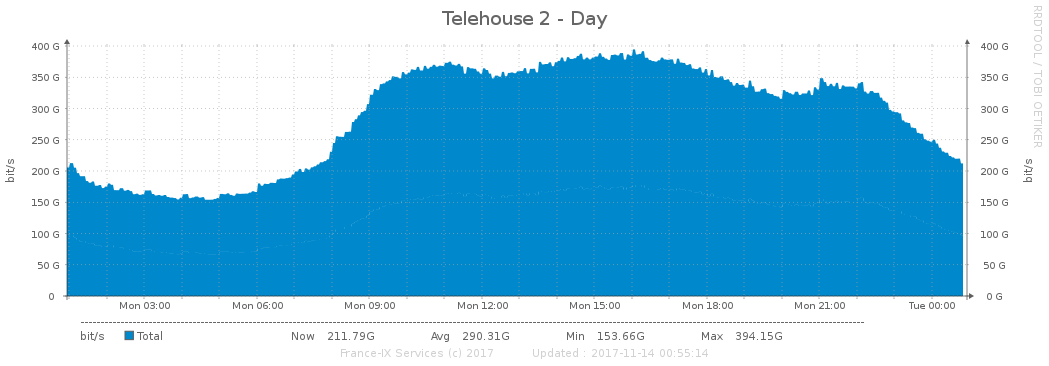 Telehouse 2 - Day
RRDTOOL / TOBI OETIKER
bit/s
400 G 400 G
350 G 350 G
300 G 300 G
250 G 250 G
200 G 200 G
150 G 150 G
100 G 100 G
50 G 50 G
0 0 G
bit/s
Mon 03:00 Mon 06:00 Mon 09:00 Mon 12:00 Mon 15:00 Mon 18:00 Mon 21:00 Tue 00:00
bit/s Total Now 211.79G Avg 290.31G Min 153.66G Max 394.15G
France-IX Services (c) 2017 Updated : 2017-11-14 00:55:14